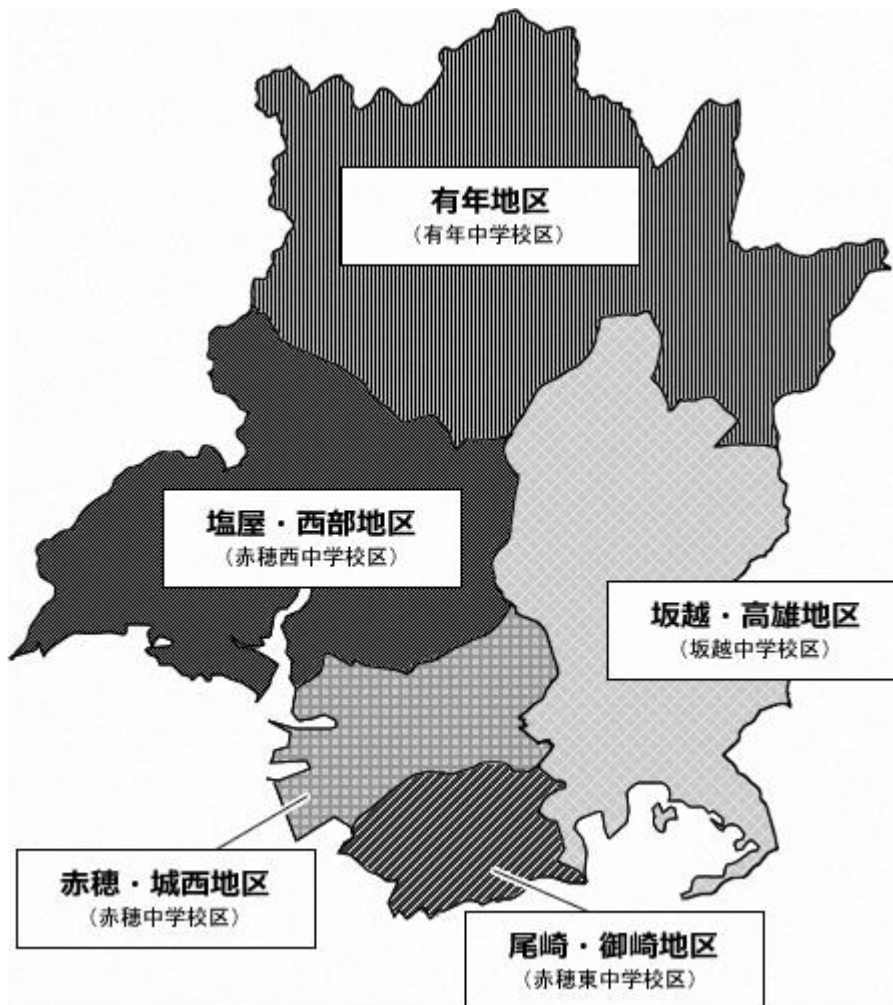 有年地区
（有年中学校区）
塩屋・西部地区
（赤穂西中学校区）
坂越・高雄地区
（坂越中学校区）
赤穂・城西地区
（赤穂中学校区）
尾崎・御崎地区
（赤穂東中学校区）